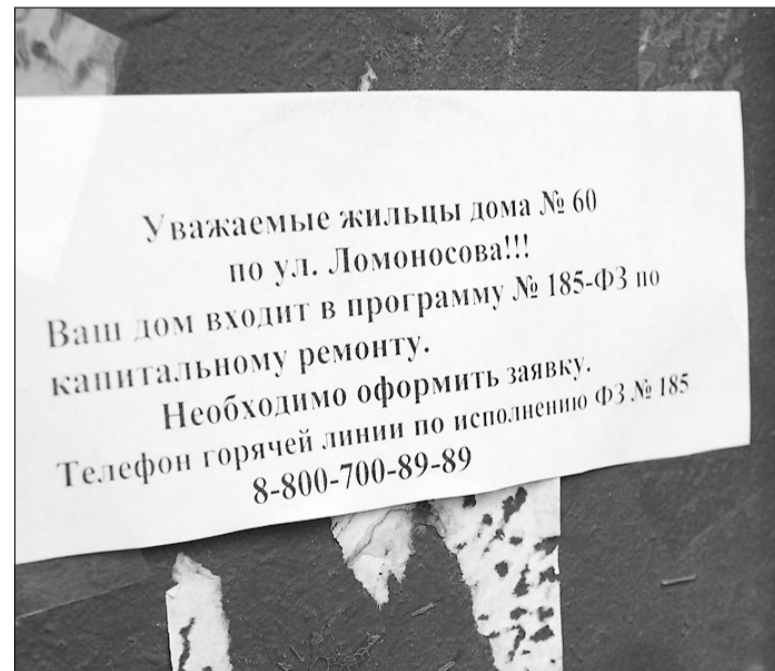 Уважаемые жильцы дома № 60
по ул. Ломоносова!!!
Ваш дом входит в программу № 185-ФЗ по
капитальному ремонту.
Необходимо оформить заявку.
Телефон горячей линии по исполнению ФЗ № 185
8-800-700-89-89